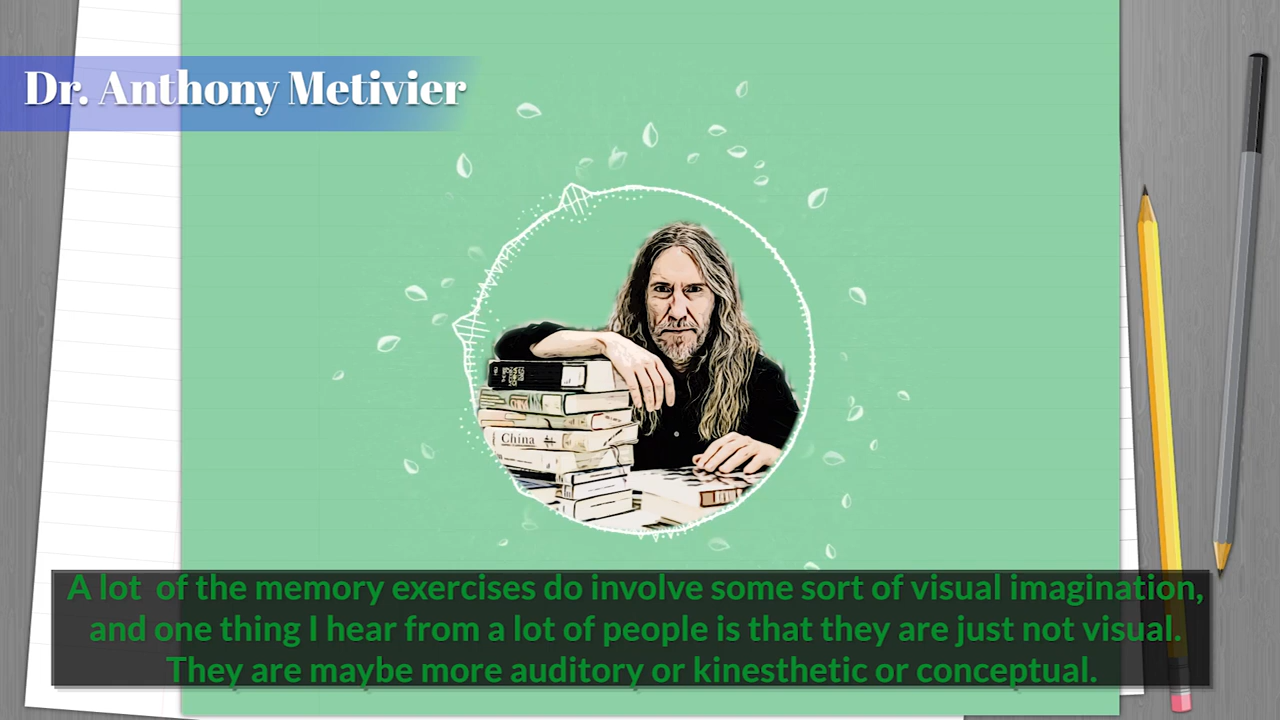 Dr. Anthony Metivier
China
A lot of the memory exercises do involve some sort of visual imagination,
and one thing I hear from a lot of people is that they are just not visual.
They are maybe more auditory or kinesthetic or conceptual.